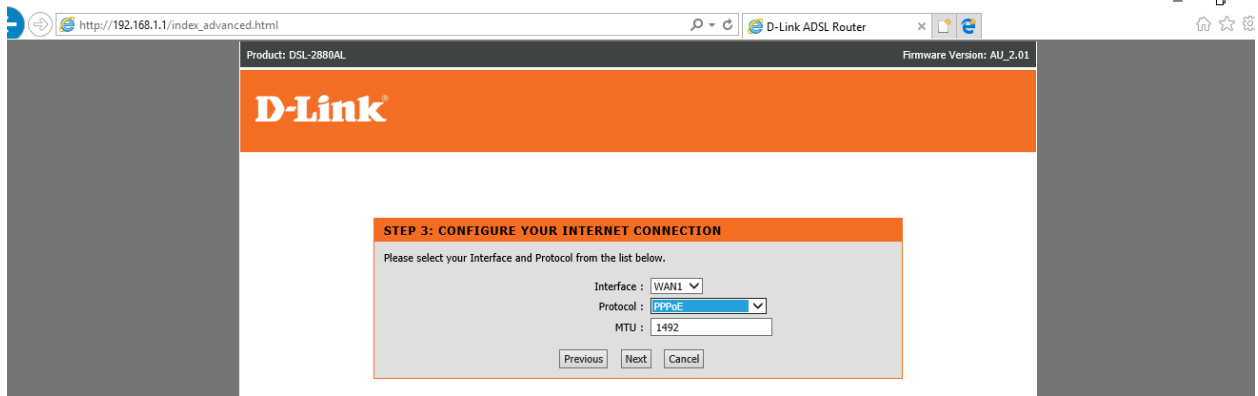 http://192.168.1.1/index_advanced.html
D-Link ADSL Router
Product: DSL-2880AL
Firmware Version: AU_2.01
D-Link®
STEP 3: CONFIGURE YOUR INTERNET CONNECTION
Please select your Interface and Protocol from the list below.
Interface : WAN1
Protocol : PPPoE
MTU : 1492
Previous Next Cancel